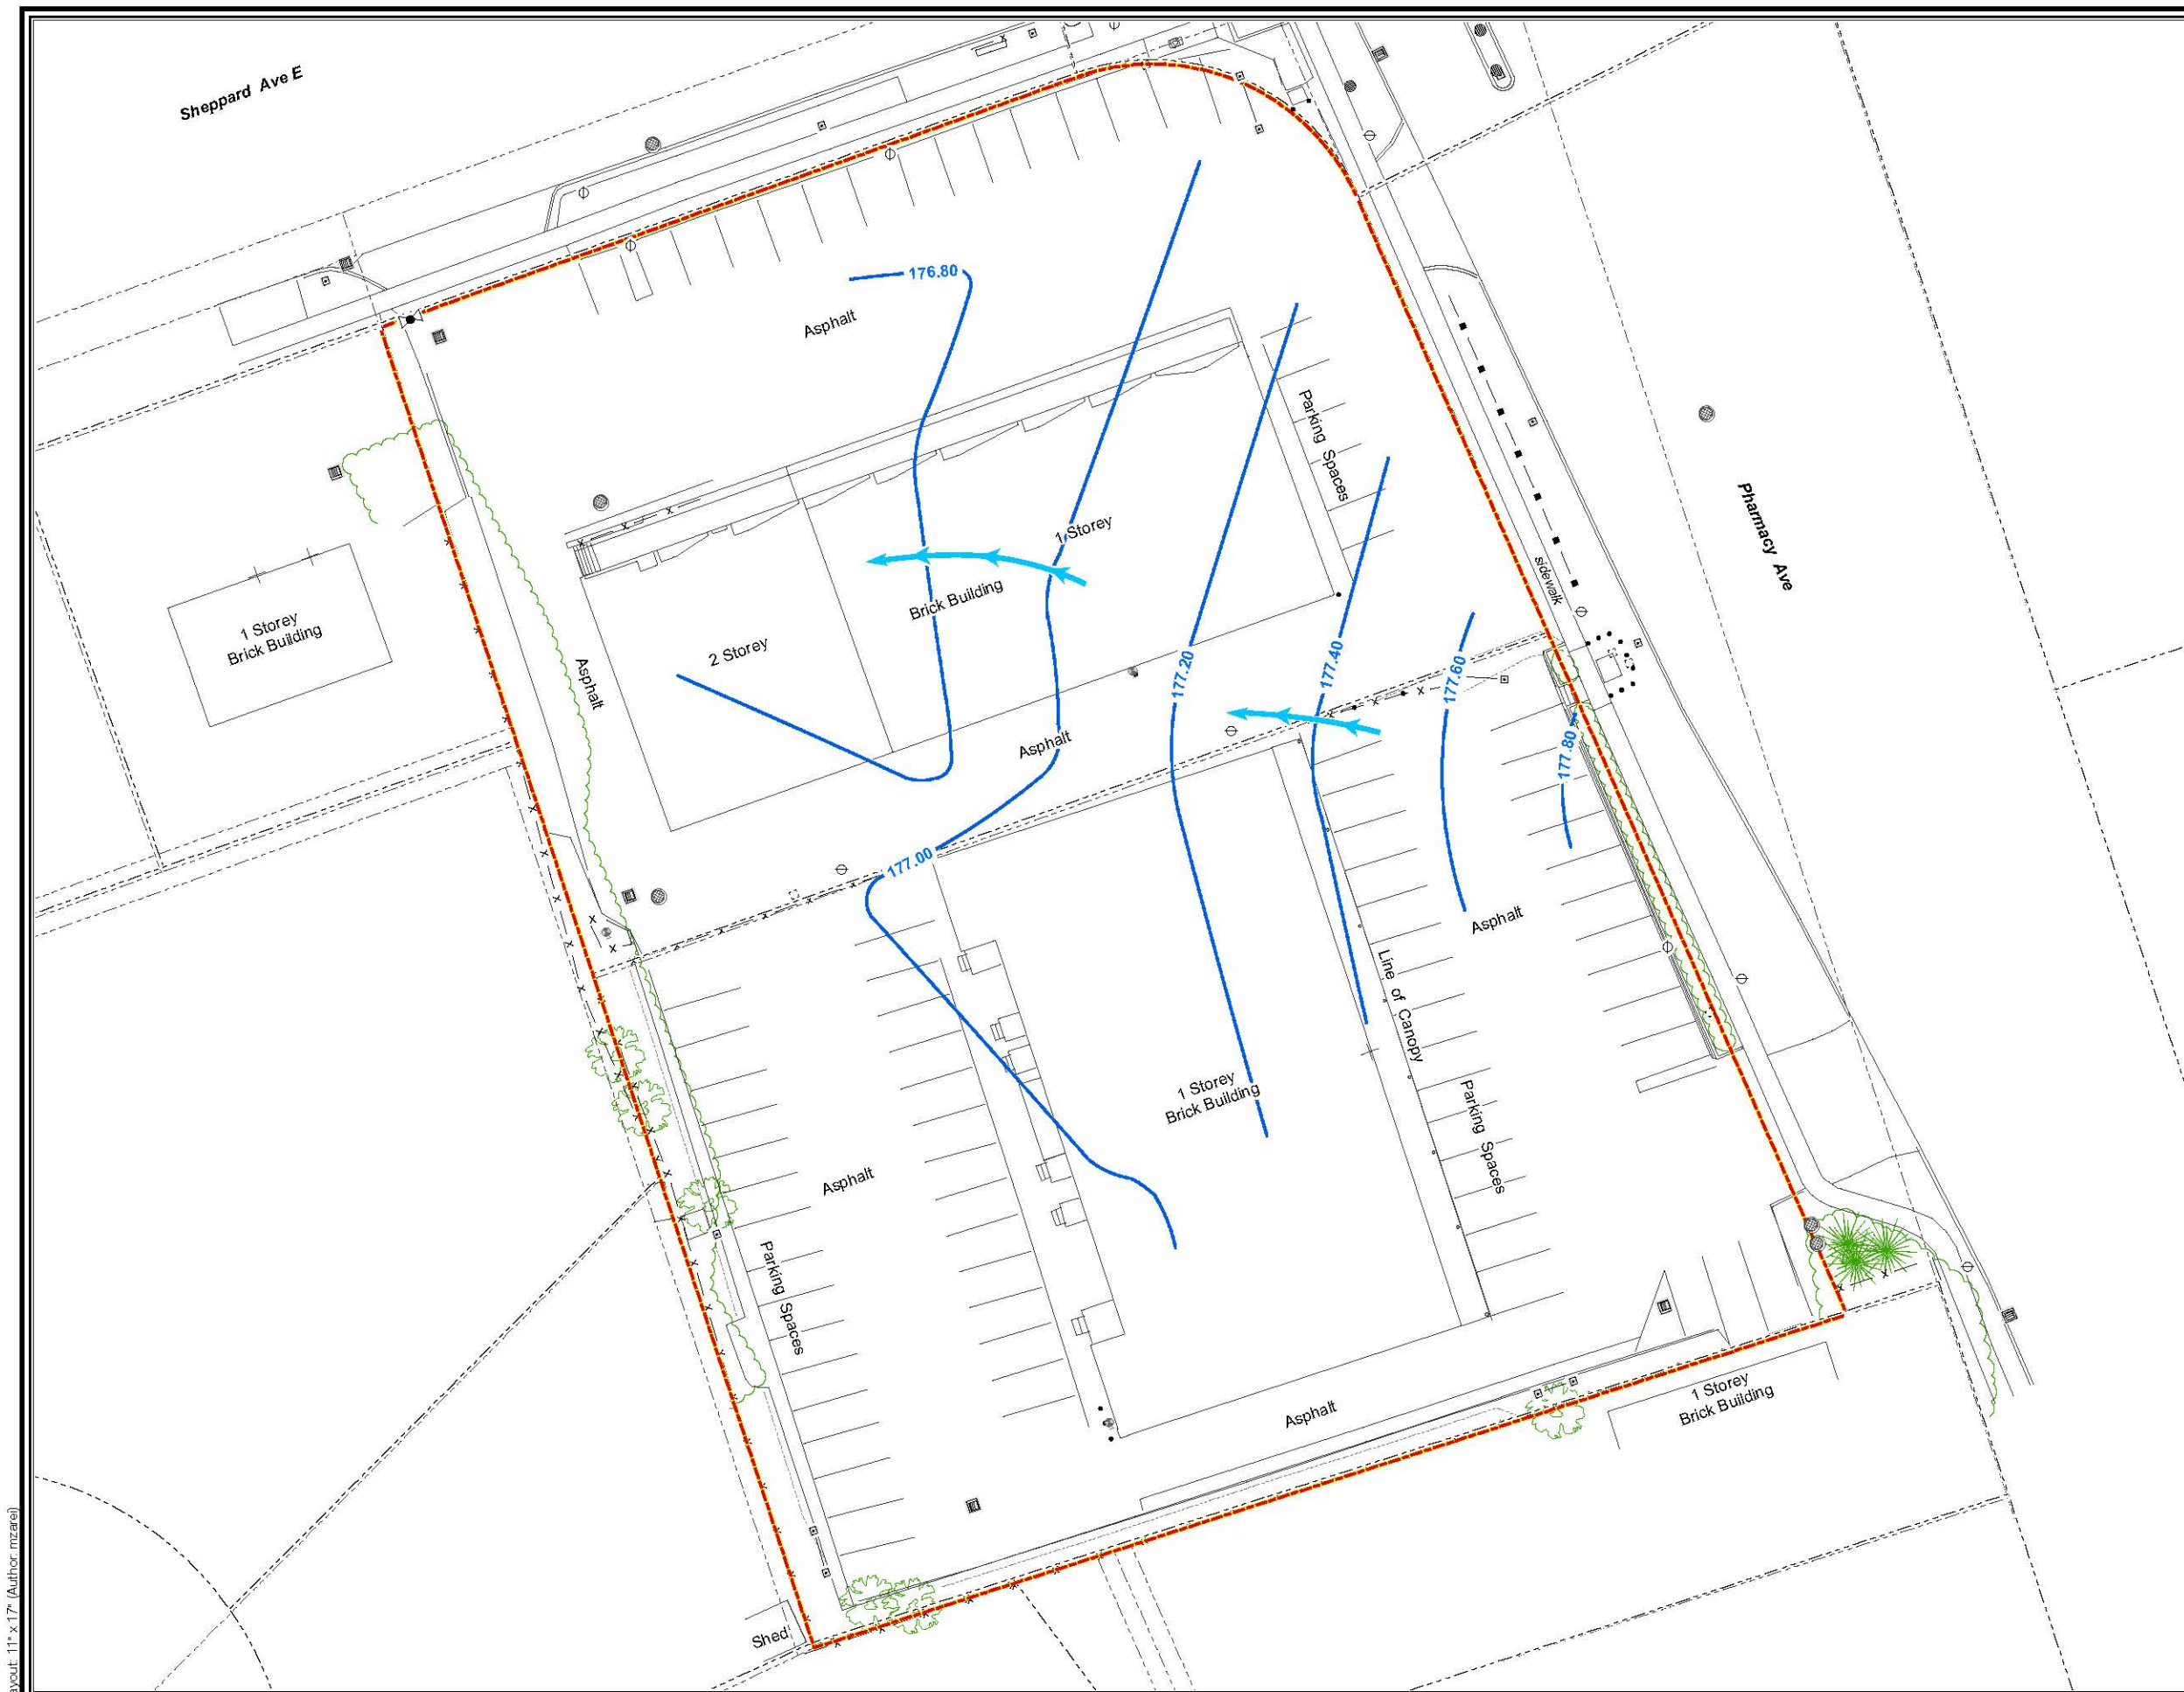 Sheppard Ave E
176.80
Asphalt
Parking Spaces
Pharmacy Ave
1 Storey
Brick Building
2 Storey
sidewalk
1 Storey
Brick Building
Asphalt
177.20
177.40
177.60
177.80
Asphalt
177.00
Asphalt
Line of Canopy
1 Storey
Brick Building
Parking Spaces
Asphalt
Parking Spaces
Asphalt
1 Storey
Brick Building
Shed
ayout: 11" x 17" (Author: mzarei)